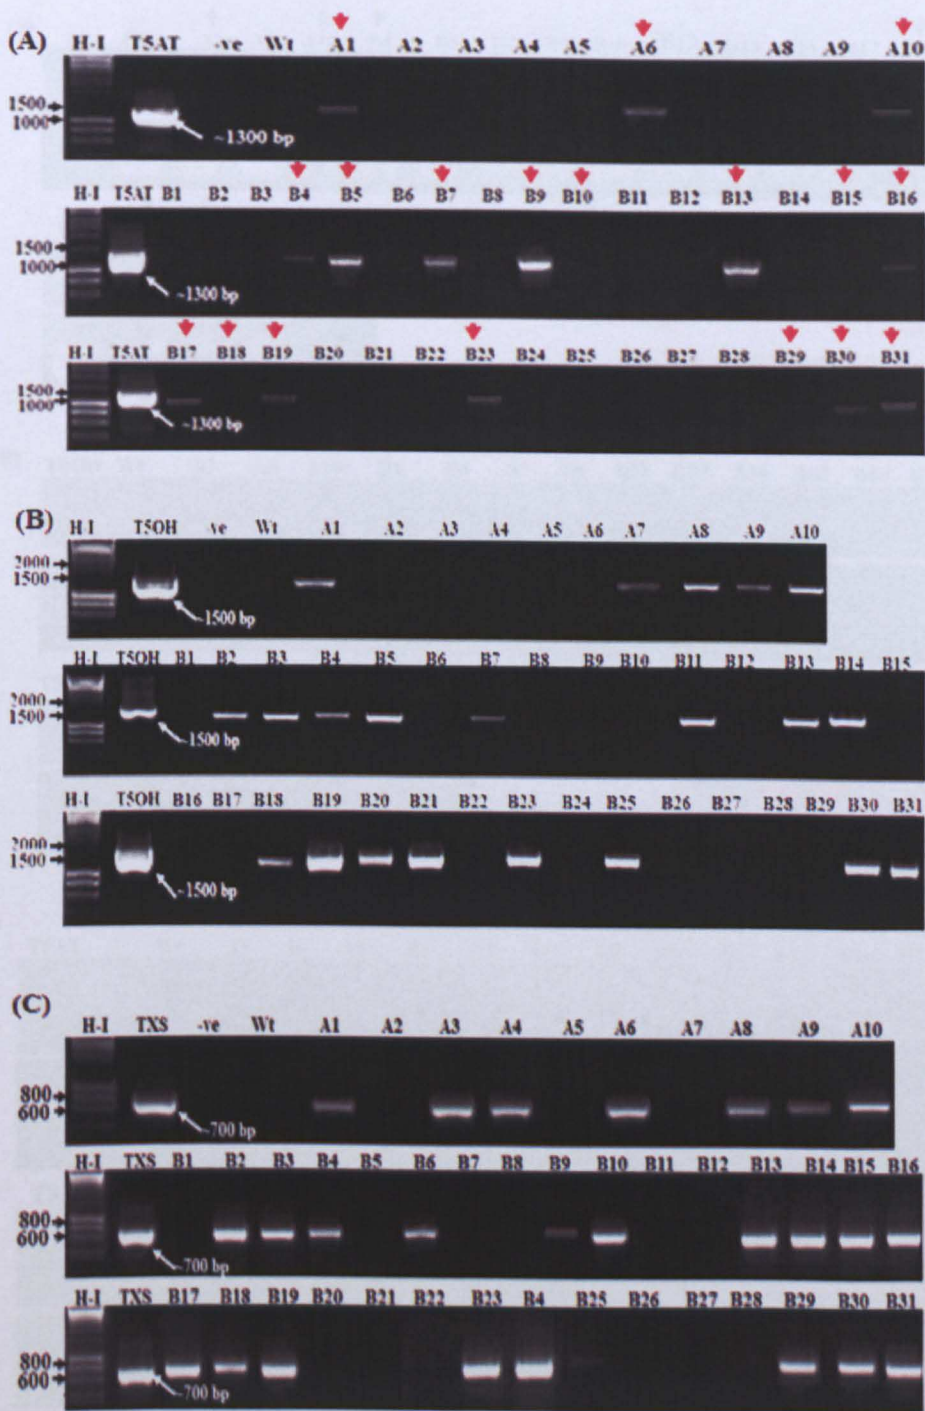 (A) H-I T5AT -ve Wt A1 A2 A3 A4 A5 A6 A7 A8 A9 A10
1500
1000
~1300 bp
H-I T5AT B1 B2 B3 B4 B5 B6 B7 B8 B9 B10 B11 B12 B13 B14 B15 B16
1500
1000
~1300 bp
H-I T5AT B17 B18 B19 B20 B21 B22 B23 B24 B25 B26 B27 B28 B29 B30 B31
1500
1000
~1300 bp
(B) H-I T5OH -ve Wt A1 A2 A3 A4 A5 A6 A7 A8 A9 A10
2000
1500
~1500 bp
H-I T5OH B1 B2 B3 B4 B5 B6 B7 B8 B9 B10 B11 B12 B13 B14 B15
2000
1500
~1500 bp
H-I T5OH B16 B17 B18 B19 B20 B21 B22 B23 B24 B25 B26 B27 B28 B29 B30 B31
2000
1500
~1500 bp
(C)
H-I TXS -ve Wt A1 A2 A3 A4 A5 A6 A7 A8 A9 A10
800
600
~700 bp
H-I TXS B1 B2 B3 B4 B5 B6 B7 B8 B9 B10 B11 B12 B13 B14 B15 B16
800
600
~700 bp
H-I TXS B17 B18 B19 B20 B21 B22 B23 B4 B25 B26 B27 B28 B29 B30 B31
800
600
~700 bp